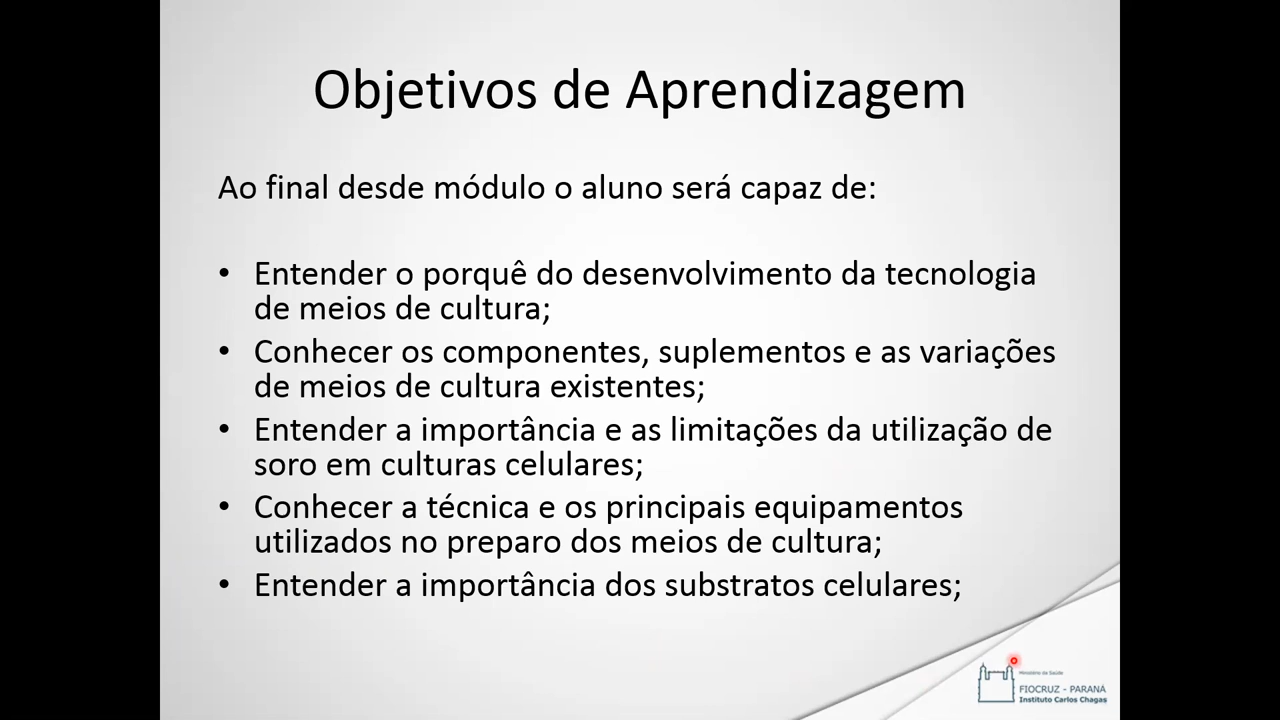 Objetivos de Aprendizagem
Ao final desde módulo o aluno será capaz de:
• Entender o porquê do desenvolvimento da tecnologia
de meios de cultura;
• Conhecer os componentes, suplementos e as variações
de meios de cultura existentes;
• Entender a importância e as limitações da utilização de
soro em culturas celulares;
• Conhecer a técnica e os principais equipamentos
utilizados no preparo dos meios de cultura;
• Entender a importância dos substratos celulares;
Ministério da Saúde
FIOCRUZ - PARANÁ
Instituto Carlos Chagas